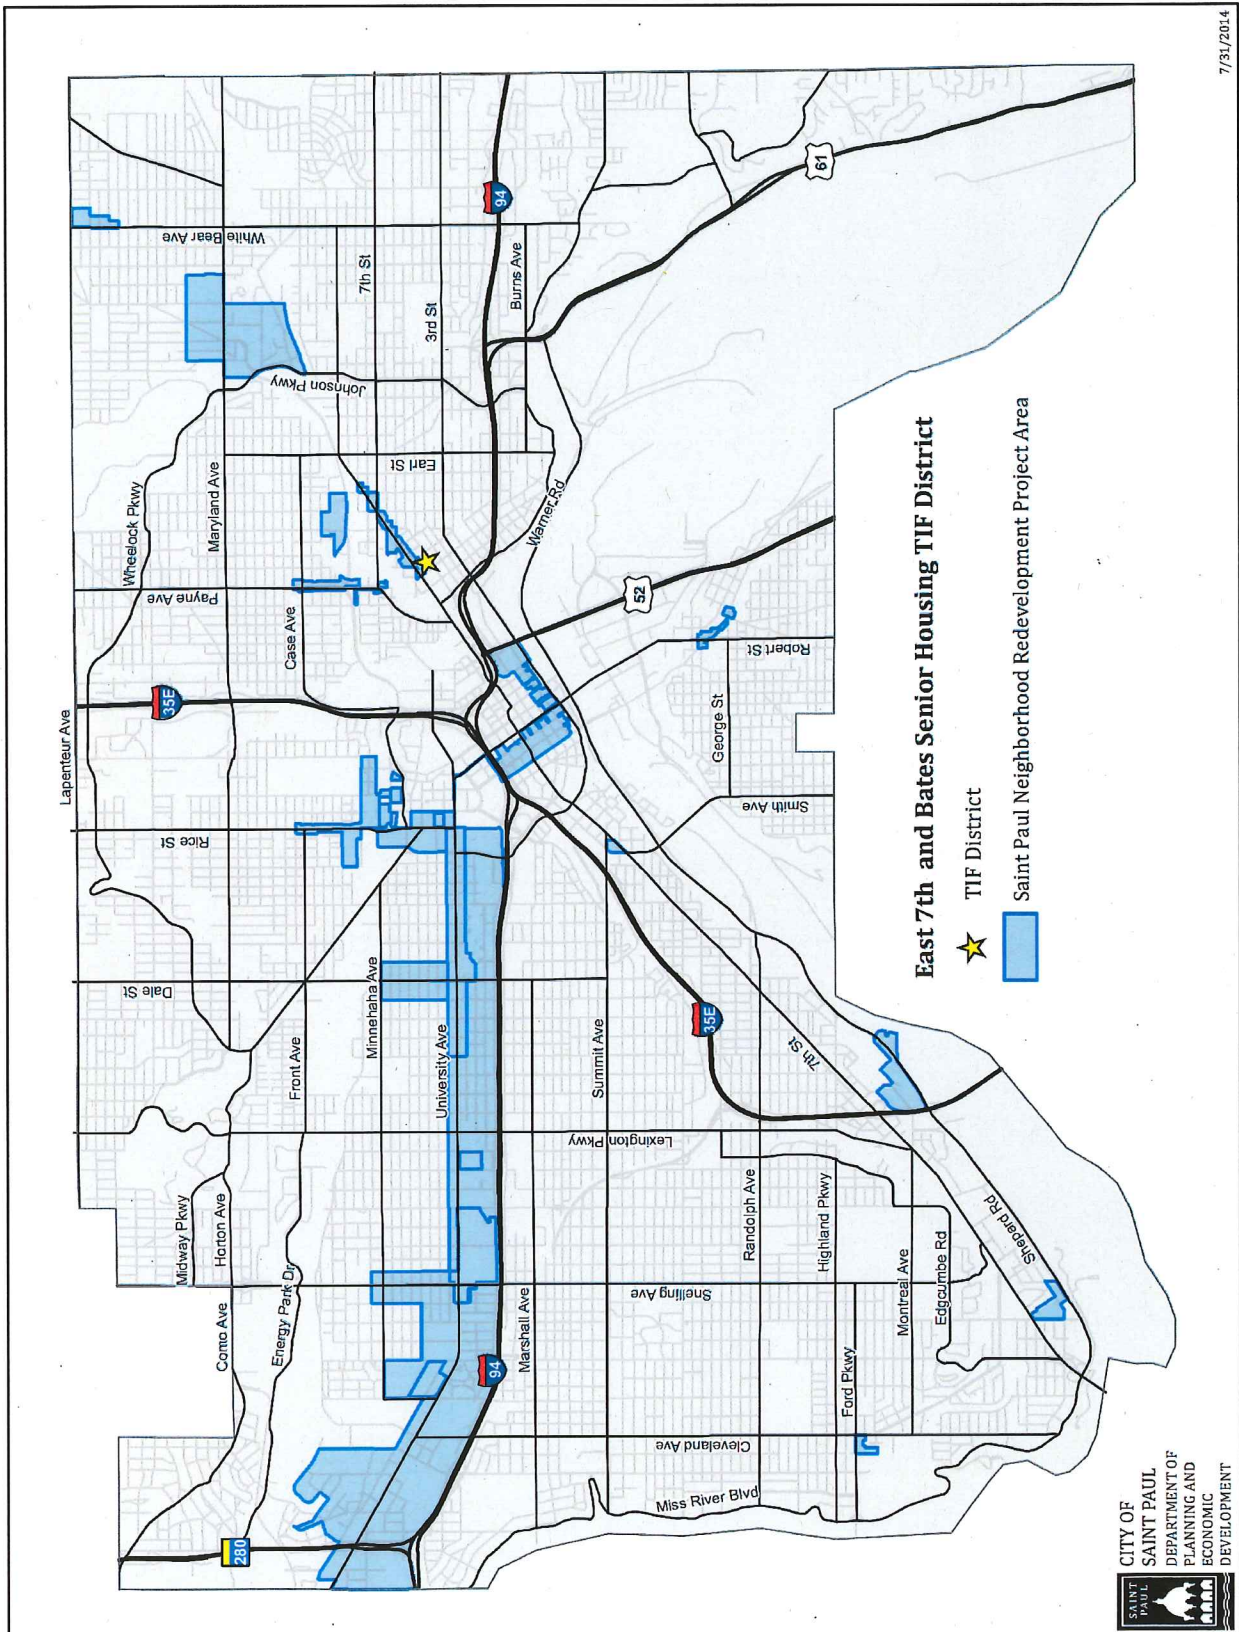 Lapenteur Ave
Wheelock Pkwy
Maryland Ave
Payne Ave
Case Ave
White Bear Ave
7th St
3rd St
Burns Ave
Johnson Pkwy
Earl St
Warner Rd
94
61
52
35E
Rice St
Dale St
Front Ave
Minnehaha Ave
University Ave
Summit Ave
Robert St
George St
Smith Ave
35E
7th St
Lexington Pkwy
Midway Pkwy
Horton Ave
Como Ave
Energy Park Dr
Snelling Ave
Marshall Ave
94
Randolph Ave
Highland Pkwy
Montreal Ave
Edgcumbe Rd
Shepard Rd
Ford Pkwy
Cleveland Ave
Miss River Blvd
280
East 7th and Bates Senior Housing TIF District
TIF District
Saint Paul Neighborhood Redevelopment Project Area
SAINT
PAUL
CITY OF
SAINT PAUL
DEPARTMENT OF
PLANNING AND
ECONOMIC
DEVELOPMENT
7/31/2014